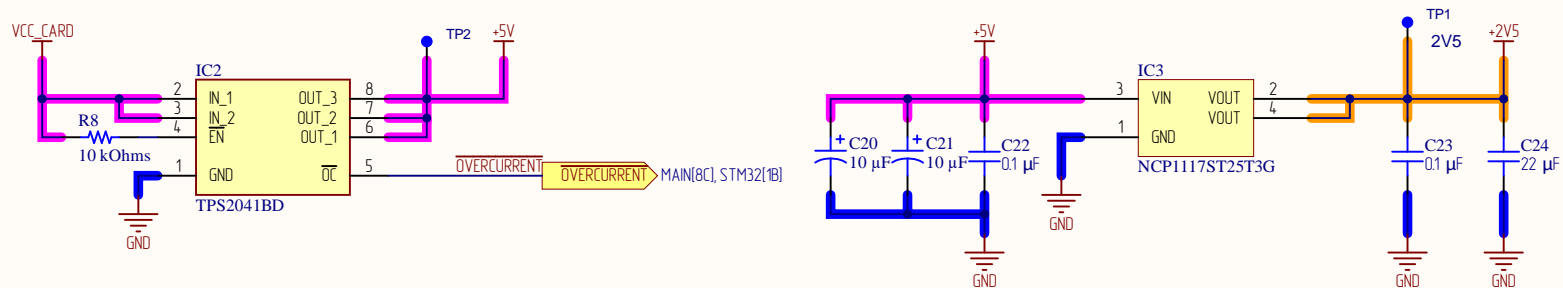 VCC_CARD
TP2
+5V
IC2
2
IN_1
OUT_3
8
3
IN_2
OUT_2
7
R8
4
EN
OUT_1
6
10 kOhms
1
GND
OC
5
OVERCURRENT
OVERCURRENT
MAIN[8C], STM32[1B]
TPS2041BD
GND
+5V
TP1
2V5
+2V5
IC3
3
VIN
VOUT
2
VOUT
4
1
GND
NCP1117ST25T3G
+
C20
10 µF
+
C21
10 µF
C22
0.1 µF
C23
0.1 µF
C24
22 µF
GND
GND
GND
GND